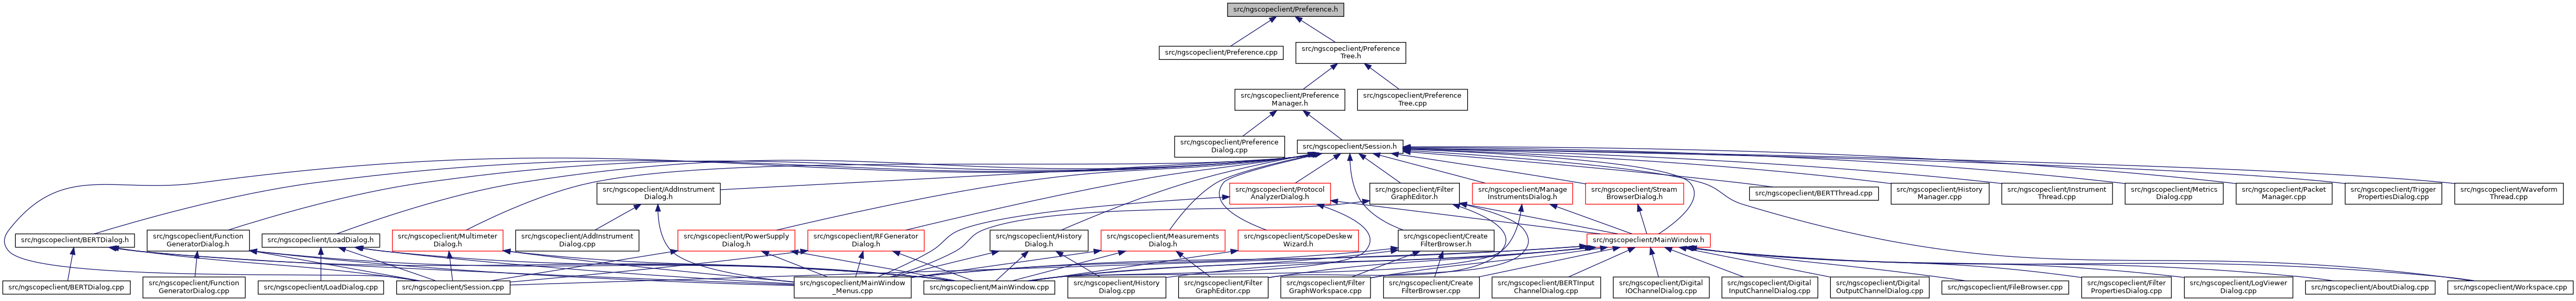 src/ngscopeclient/Preference.h
src/ngscopeclient/Preference.cpp
src/ngscopeclient/Preference
Tree.h
src/ngscopeclient/Preference
Manager.h
src/ngscopeclient/Preference
Tree.cpp
src/ngscopeclient/Preference
Dialog.cpp
src/ngscopeclient/Session.h
src/ngscopeclient/AddInstrument
Dialog.h
src/ngscopeclient/Protocol
AnalyzerDialog.h
src/ngscopeclient/Filter
GraphEditor.h
src/ngscopeclient/Manage
InstrumentsDialog.h
src/ngscopeclient/Stream
BrowserDialog.h
src/ngscopeclient/BERTThread.cpp
src/ngscopeclient/History
Manager.cpp
src/ngscopeclient/Instrument
Thread.cpp
src/ngscopeclient/Metrics
Dialog.cpp
src/ngscopeclient/Packet
Manager.cpp
src/ngscopeclient/Trigger
PropertiesDialog.cpp
src/ngscopeclient/Waveform
Thread.cpp
src/ngscopeclient/BERTDialog.h
src/ngscopeclient/Function
GeneratorDialog.h
src/ngscopeclient/LoadDialog.h
src/ngscopeclient/Multimeter
Dialog.h
src/ngscopeclient/AddInstrument
Dialog.cpp
src/ngscopeclient/PowerSupply
Dialog.h
src/ngscopeclient/RFGenerator
Dialog.h
src/ngscopeclient/History
Dialog.h
src/ngscopeclient/Measurements
Dialog.h
src/ngscopeclient/ScopeDeskew
Wizard.h
src/ngscopeclient/Create
FilterBrowser.h
src/ngscopeclient/MainWindow.h
src/ngscopeclient/BERTDialog.cpp
src/ngscopeclient/Function
GeneratorDialog.cpp
src/ngscopeclient/LoadDialog.cpp
src/ngscopeclient/Session.cpp
src/ngscopeclient/MainWindow
_Menus.cpp
src/ngscopeclient/MainWindow.cpp
src/ngscopeclient/History
Dialog.cpp
src/ngscopeclient/Filter
GraphEditor.cpp
src/ngscopeclient/Filter
GraphWorkspace.cpp
src/ngscopeclient/Create
FilterBrowser.cpp
src/ngscopeclient/BERTInput
ChannelDialog.cpp
src/ngscopeclient/Digital
IOChannelDialog.cpp
src/ngscopeclient/Digital
InputChannelDialog.cpp
src/ngscopeclient/Digital
OutputChannelDialog.cpp
src/ngscopeclient/FileBrowser.cpp
src/ngscopeclient/Filter
PropertiesDialog.cpp
src/ngscopeclient/LogViewer
Dialog.cpp
src/ngscopeclient/AboutDialog.cpp
src/ngscopeclient/Workspace.cpp